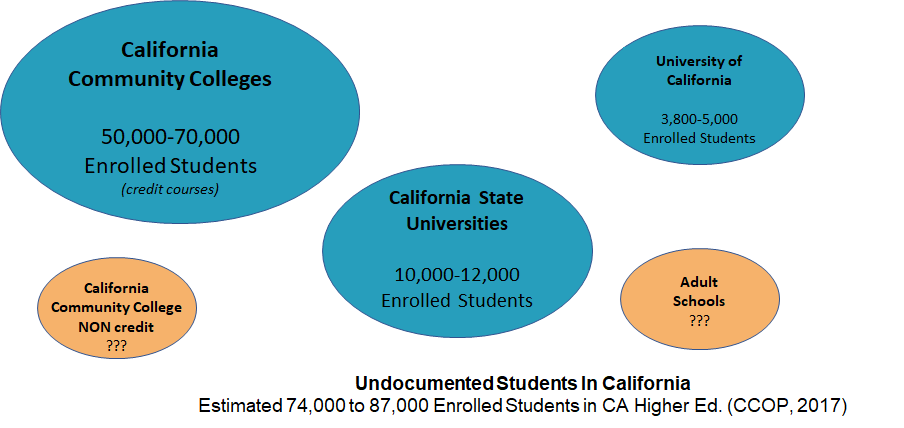 California
Community Colleges
50,000-70,000
Enrolled Students
(credit courses)
University of
California
3,800-5,000
Enrolled Students
California State
Universities
10,000-12,000
Enrolled Students
California
Community College
NON credit
???
Adult
Schools
???
Undocumented Students In California
Estimated 74,000 to 87,000 Enrolled Students in CA Higher Ed. (CCOP, 2017)